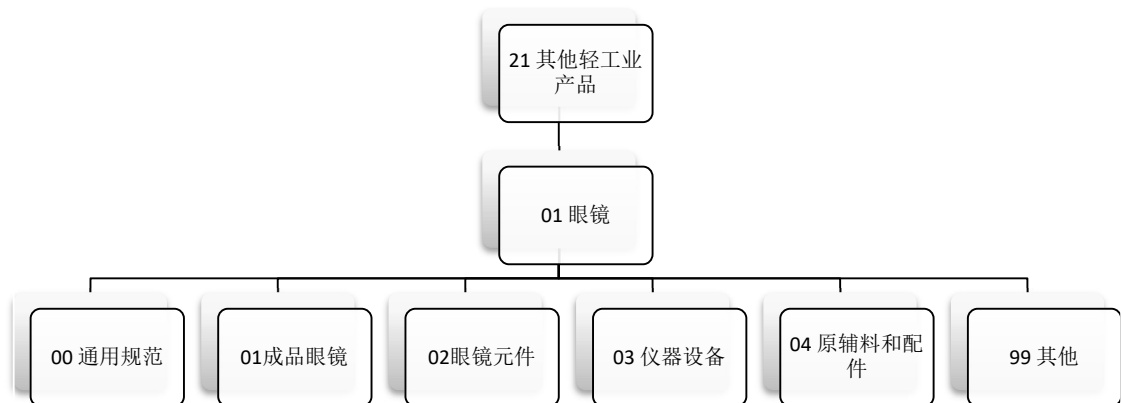 21 其他轻工业
产品
01 眼镜
00 通用规范
01成品眼镜
02眼镜元件
03 仪器设备
04 原辅料和配
件
99 其他